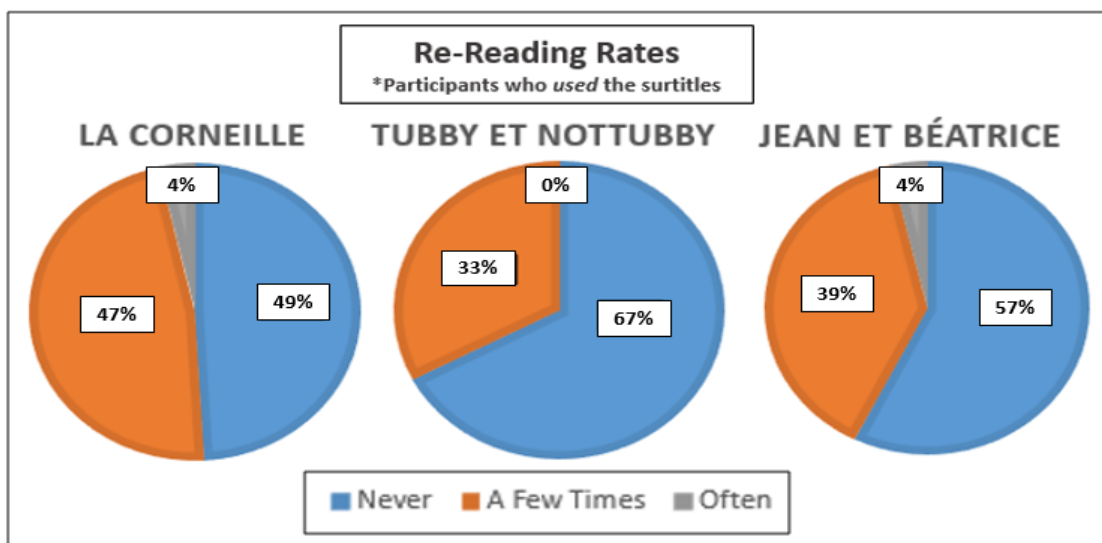 Re-Reading Rates
*Participants who used the surtitles
LA CORNEILLE
4%
47%
49%
TUBBY ET NOTTUBBY
0%
33%
67%
JEAN ET BÉATRICE
4%
39%
57%
Never A Few Times Often